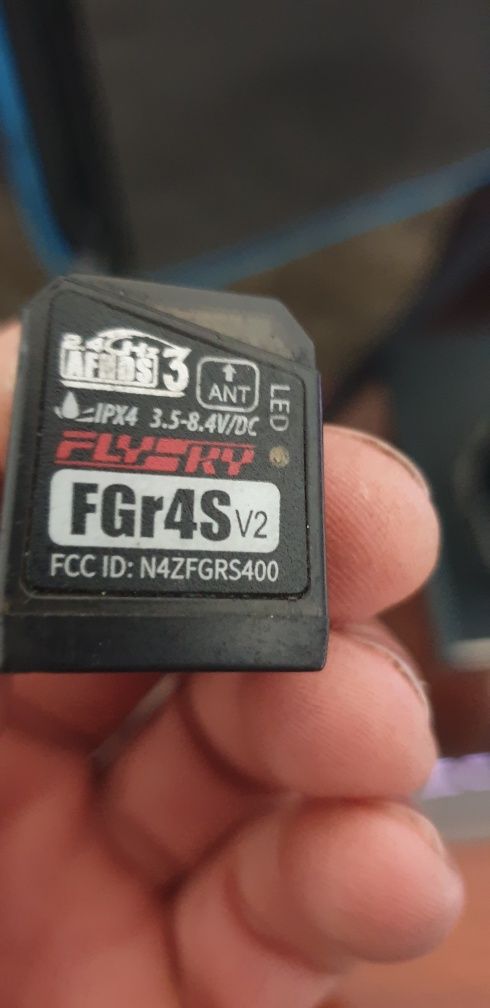 2.4GHz
AFHDS 3
ANT
LED
IPX4 3.5-8.4V/DC
FLYSKY
FGr4S V2
FCC ID: N4ZFGRS400